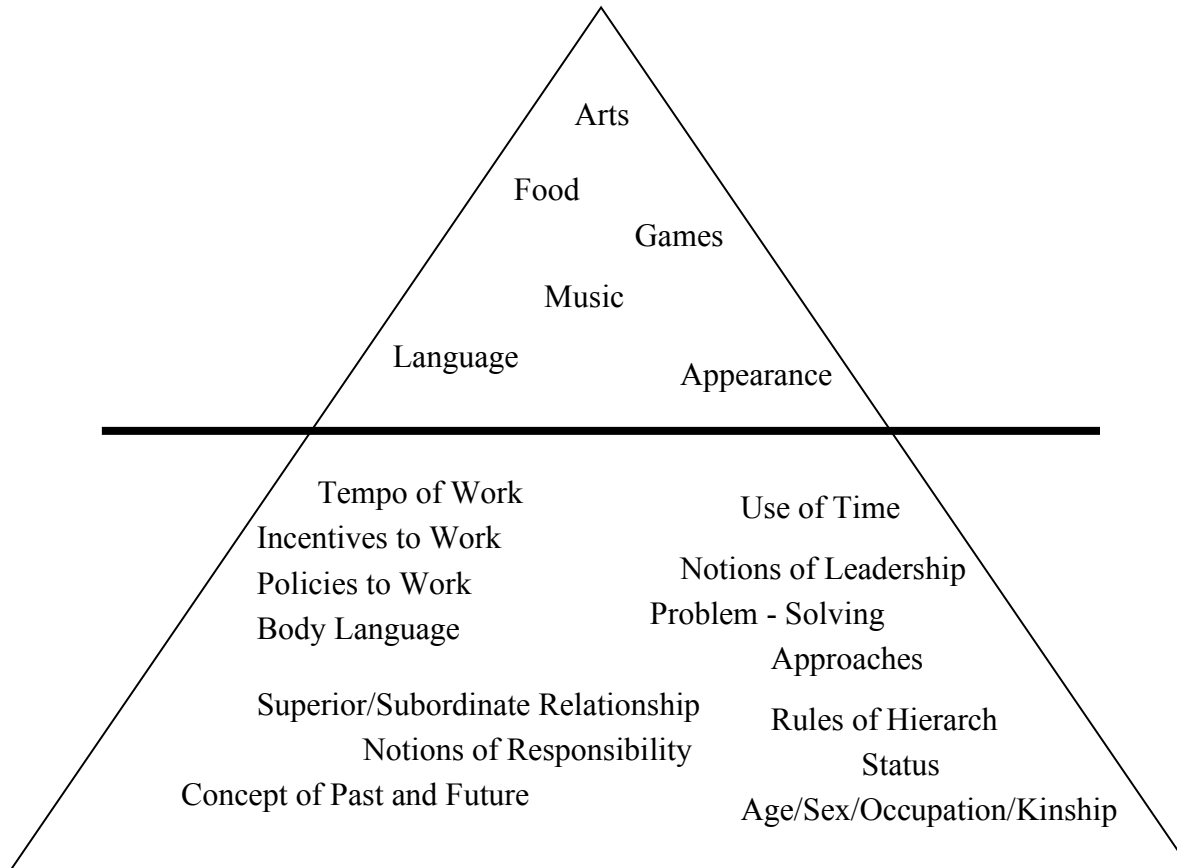 Arts
Food
Games
Music
Language
Appearance
Tempo of Work
Use of Time
Incentives to Work
Notions of Leadership
Policies to Work
Problem - Solving
Body Language
Approaches
Superior/Subordinate Relationship
Rules of Hierarch
Notions of Responsibility
Status
Concept of Past and Future
Age/Sex/Occupation/Kinship